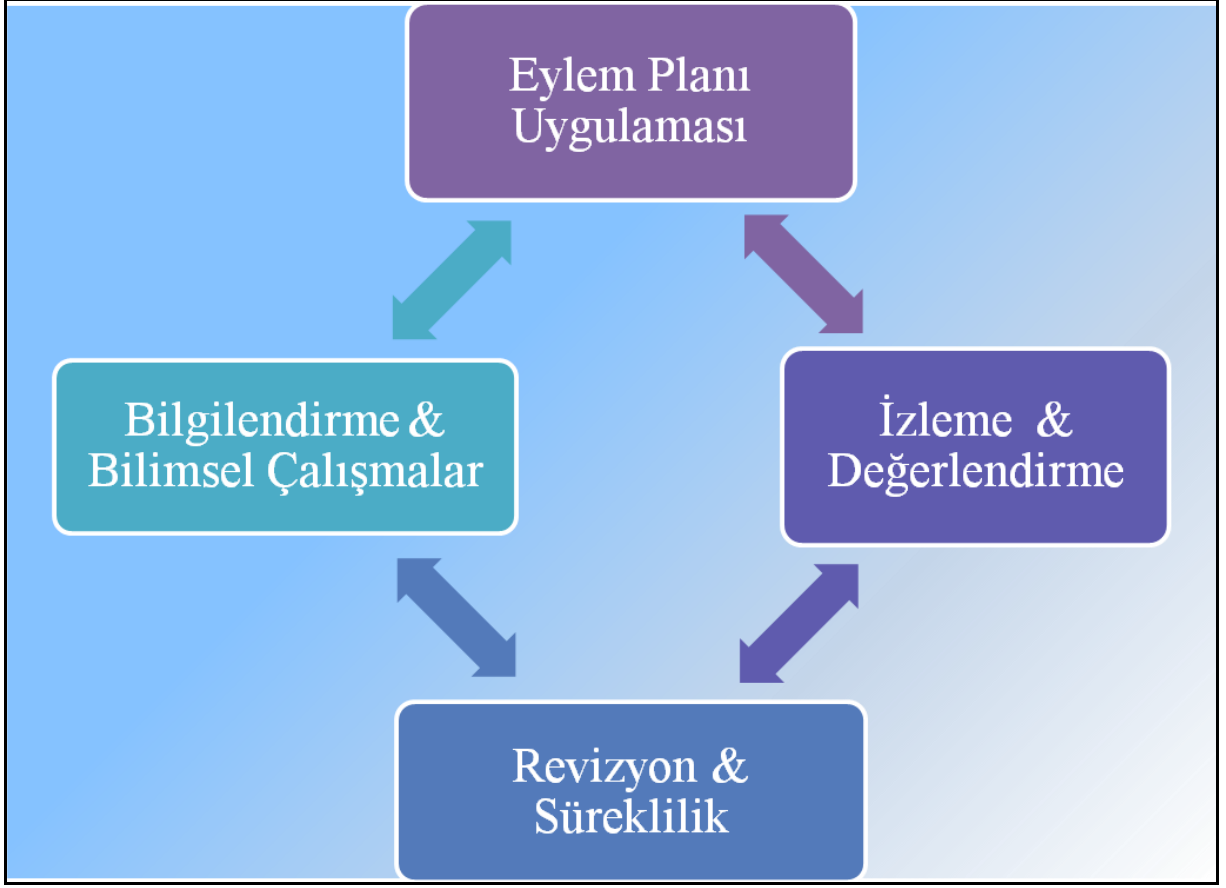 Eylem Planı
Uygulaması
Bilgilendirme &
Bilimsel Çalışmalar
İzleme &
Değerlendirme
Revizyon &
Süreklilik